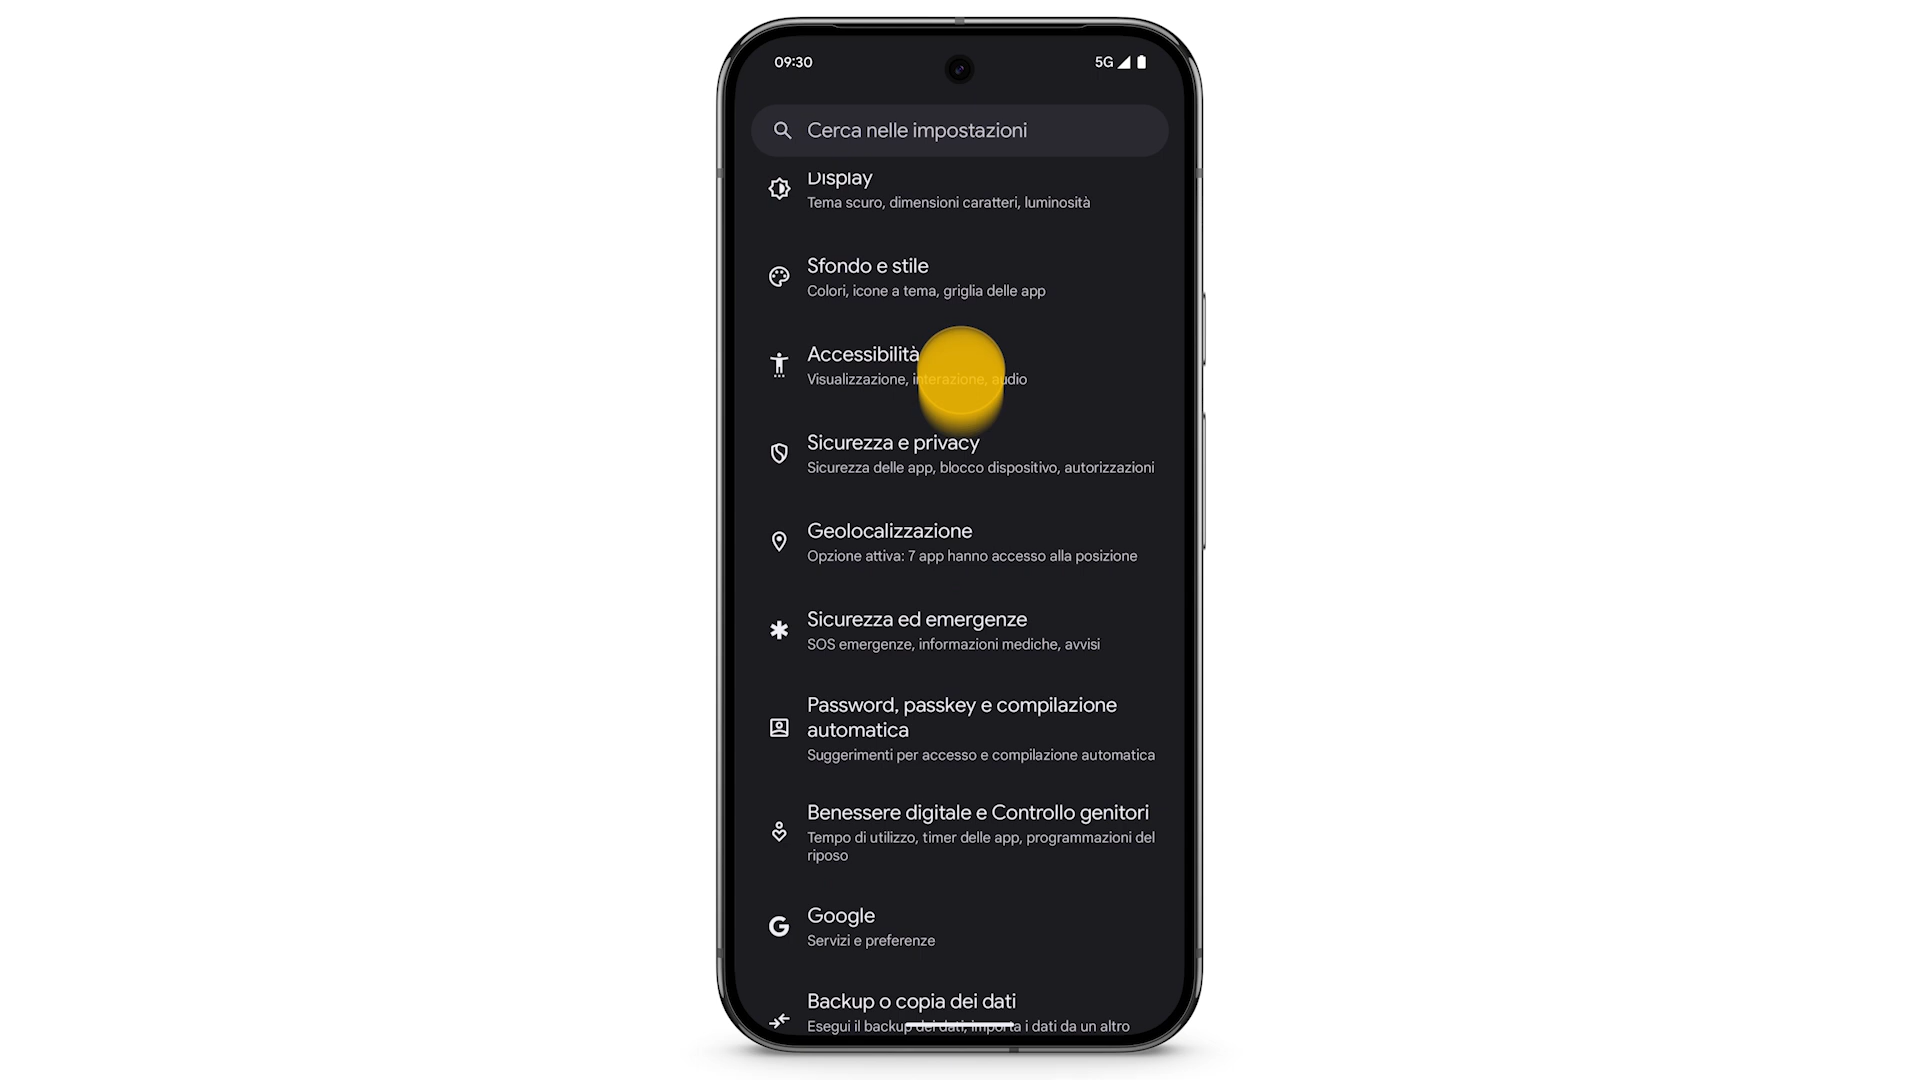 09:30
5G
Cerca nelle impostazioni
Display
Tema scuro, dimensioni caratteri, luminosità
Sfondo e stile
Colori, icone a tema, griglia delle app
Accessibilità
Visualizzazione, interazione, audio
Sicurezza e privacy
Sicurezza delle app, blocco dispositivo, autorizzazioni
Geolocalizzazione
Opzione attiva: 7 app hanno accesso alla posizione
Sicurezza ed emergenze
SOS emergenze, informazioni mediche, avvisi
Password, passkey e compilazione
automatica
Suggerimenti per accesso e compilazione automatica
Benessere digitale e Controllo genitori
Tempo di utilizzo, timer delle app, programmazioni del
riposo
Google
Servizi e preferenze
Backup o copia dei dati
Esegui il backup dei dati, importa i dati da un altro